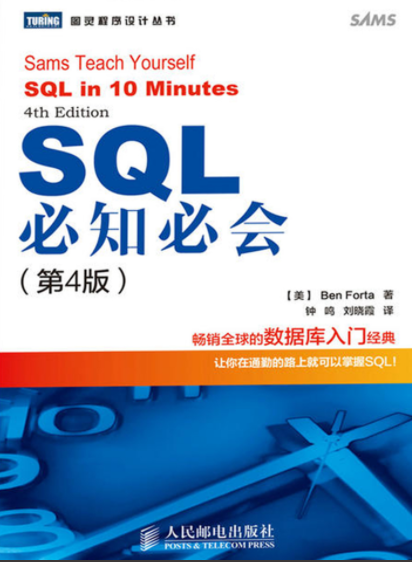 TURING 图灵程序设计丛书
SAMS
Sams Teach Yourself
SQL in 10 Minutes
4th Edition
SQL
必知必会
（第4版）
【美】 Ben Forta 著
钟 鸣 刘晓霞 译
畅销全球的数据库入门经典
让你在通勤的路上就可以掌握SQL！
人民邮电出版社
POSTS & TELECOM PRESS